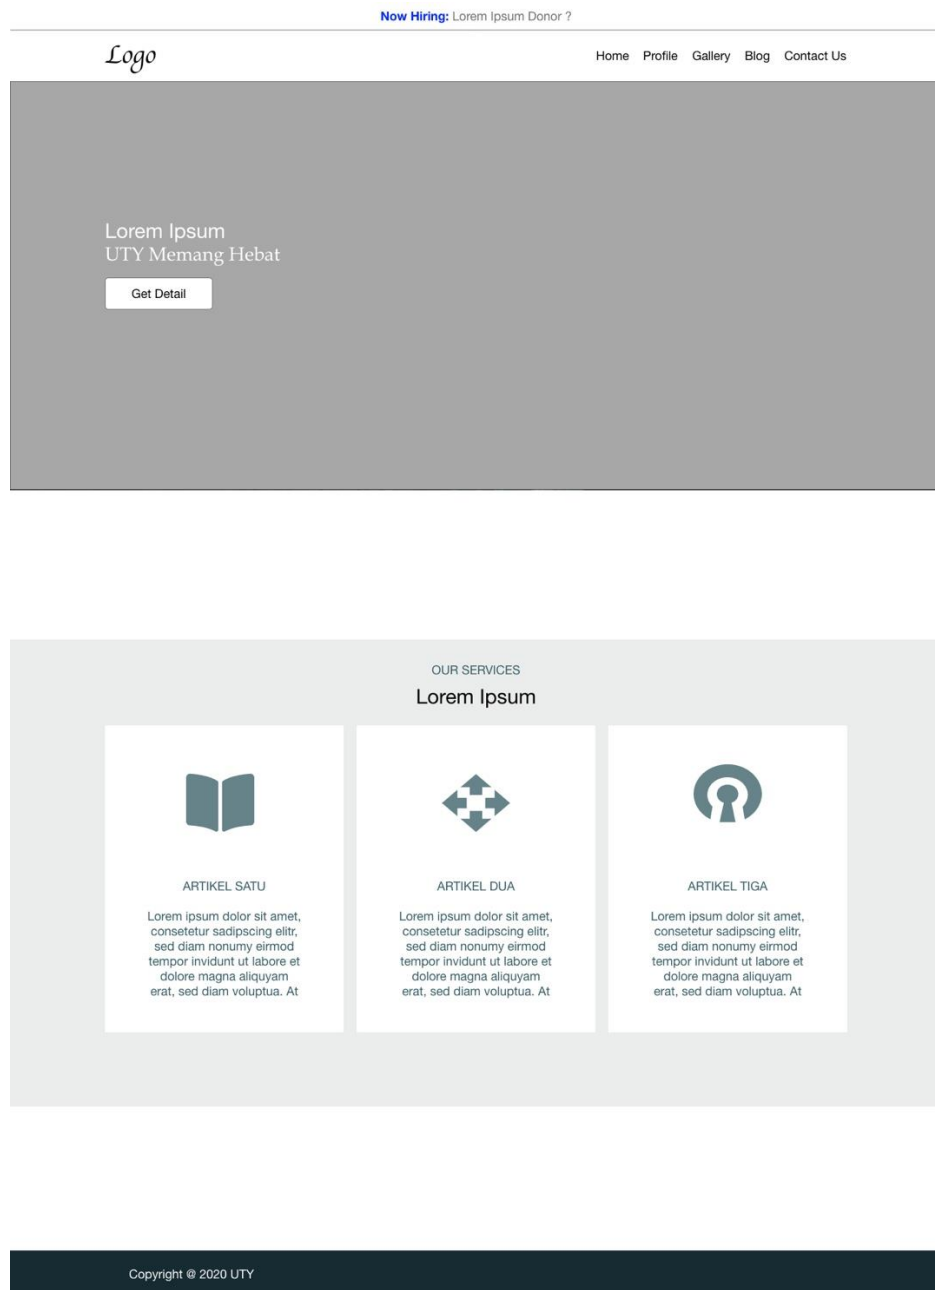 Now Hiring: Lorem Ipsum Donor ?
Logo
Home Profile Gallery Blog Contact Us
Lorem Ipsum
UTY Memang Hebat
Get Detail
OUR SERVICES
Lorem Ipsum
ARTIKEL SATU
Lorem ipsum dolor sit amet,
consetetur sadipscing elitr,
sed diam nonumy eirmod
tempor invidunt ut labore et
dolore magna aliquyam
erat, sed diam voluptua. At
ARTIKEL DUA
Lorem ipsum dolor sit amet,
consetetur sadipscing elitr,
sed diam nonumy eirmod
tempor invidunt ut labore et
dolore magna aliquyam
erat, sed diam voluptua. At
ARTIKEL TIGA
Lorem ipsum dolor sit amet,
consetetur sadipscing elitr,
sed diam nonumy eirmod
tempor invidunt ut labore et
dolore magna aliquyam
erat, sed diam voluptua. At
Copyright @ 2020 UTY